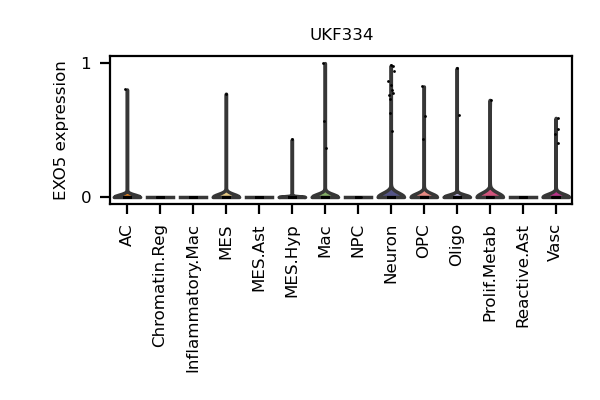 UKF334
EXO5 expression
1
0
AC
Chromatin.Reg
Inflammatory.Mac
MES
MES.Ast
MES.Hyp
Mac
NPC
Neuron
OPC
Oligo
Prolif.Metab
Reactive.Ast
Vasc